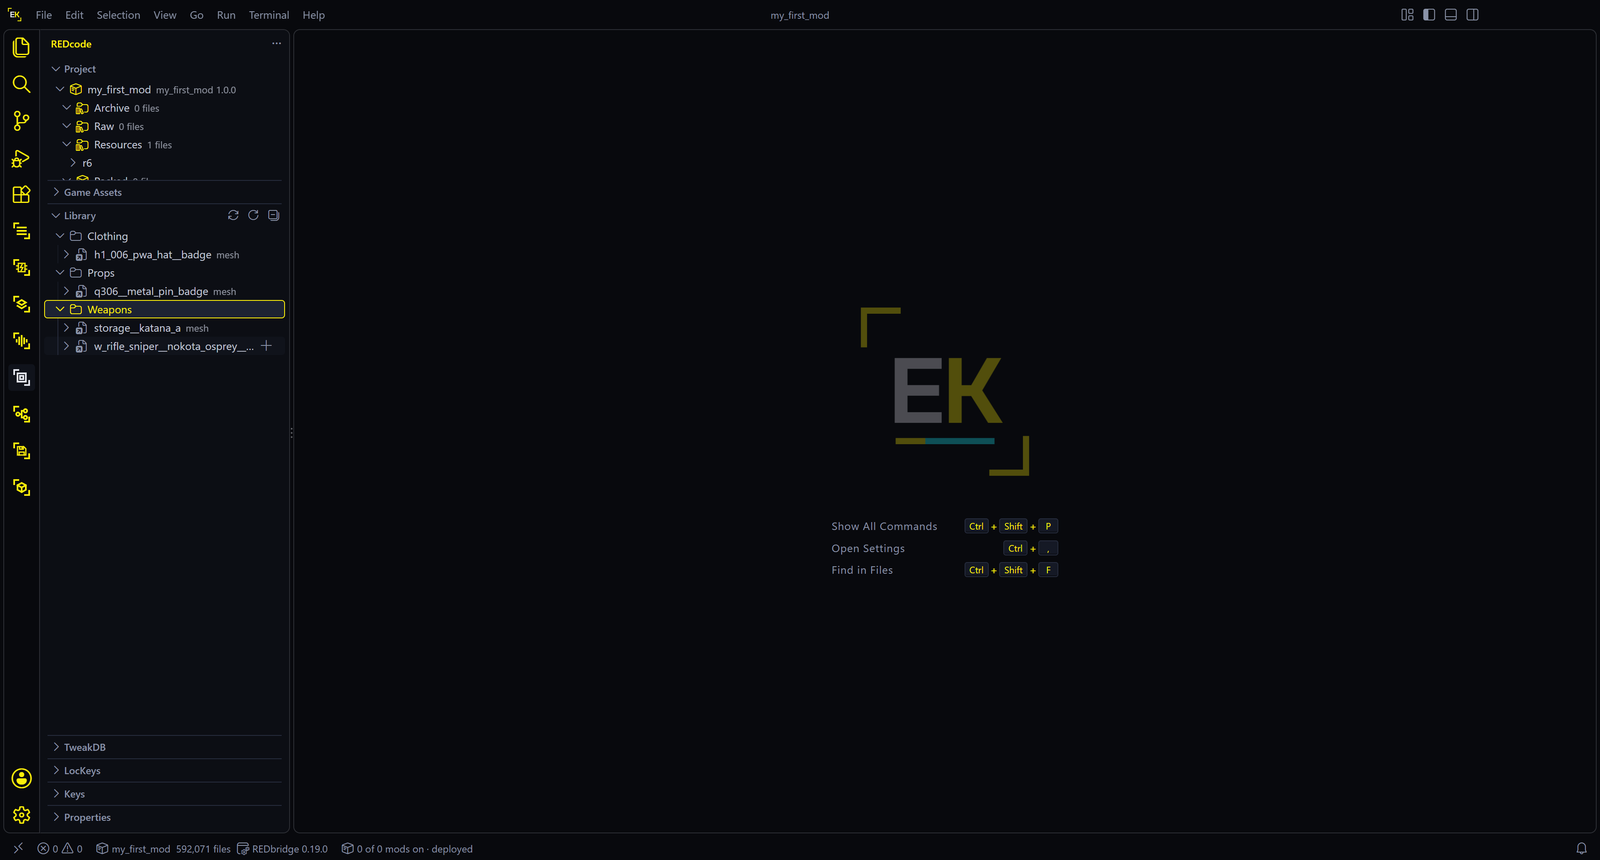 EK File Edit Selection View Go Run Terminal Help
my_first_mod
REDcode
Project
my_first_mod my_first_mod 1.0.0
Archive 0 files
Raw 0 files
Resources 1 files
r6
Game Assets
Library
Clothing
h1_006_pwa_hat__badge mesh
Props
q306__metal_pin_badge mesh
Weapons
storage__katana_a mesh
w_rifle_sniper__nokota_osprey__...
TweakDB
LocKeys
Keys
Properties
EK
Show All Commands Ctrl + Shift + P
Open Settings Ctrl + ,
Find in Files Ctrl + Shift + F
0 0 my_first_mod 592,071 files REDbridge 0.19.0 0 of 0 mods on · deployed